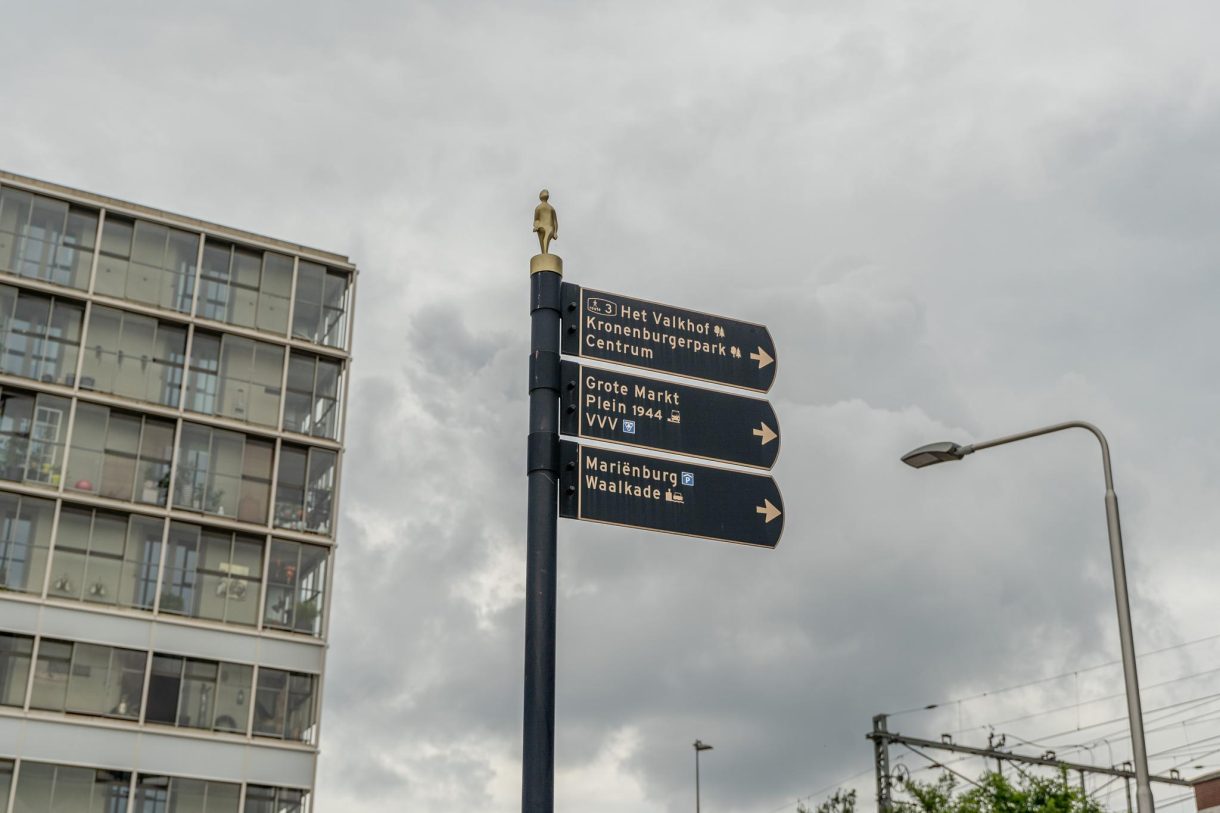 3 Het Valkhof
Kronenburgerpark
Centrum
Grote Markt
Plein 1944
VVV
Mariënburg P
Waalkade